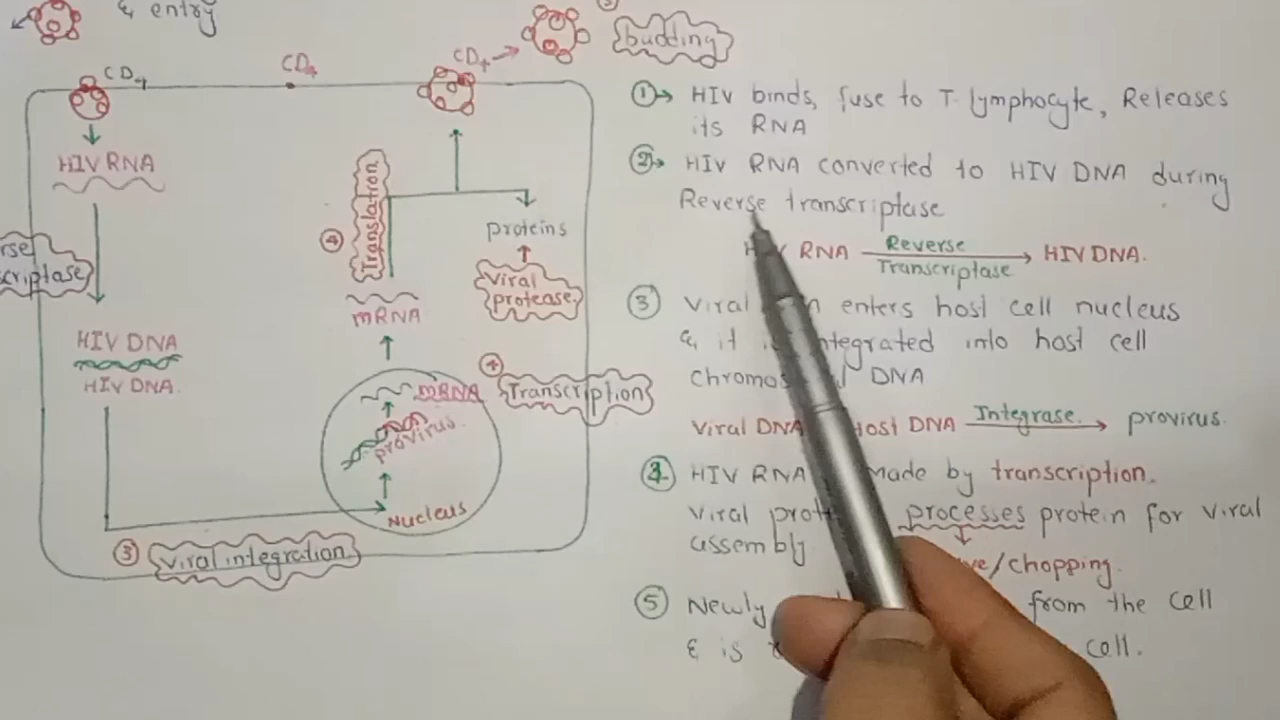 & entry
CD4
HIV RNA
HIV DNA
HIV DNA.
③ Viral integration
CD4
CD4
budding
④ Translation
proteins
Viral
protease.
mRNA
④ Transcription
mRNA
provirus.
Nucleus
① → HIV binds, fuse to T lymphocyte, Releases
its RNA
② → HIV RNA converted to HIV DNA during
Reverse transcriptase
RNA Reverse Transcriptase → HIV DNA.
③ Viral enters host cell nucleus
& it integrated into host cell
DNA
Viral DNA Host DNA Integrase. → provirus.
④ HIV RNA made by transcription.
Viral processes protein for viral
assembly
/chopping.
⑤ Newly from the cell
& is cell.